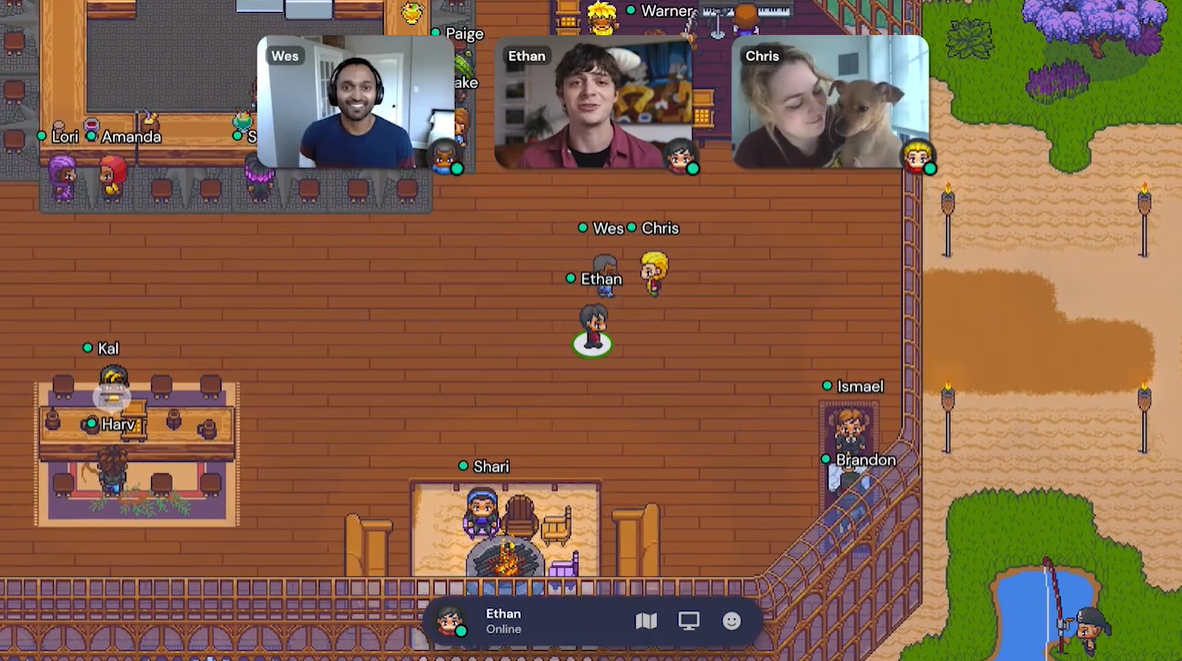 Warner
Paige
Wes
Ethan
Chris
ake
Lori
Amanda
S
Wes
Chris
Ethan
Kal
Ismael
Harv
Brandon
Shari
Ethan
Online